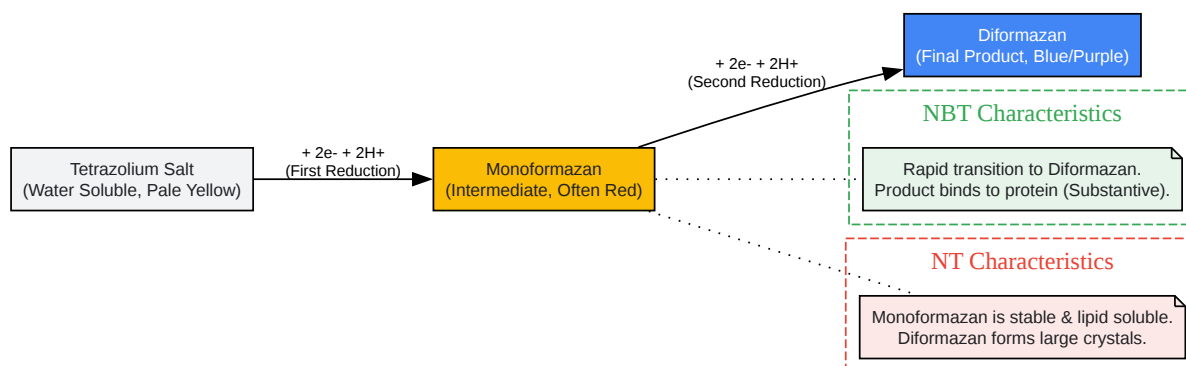 Tetrazolium Salt
(Water Soluble, Pale Yellow)
+ 2e- + 2H+
(First Reduction)
Monoformazan
(Intermediate, Often Red)
+ 2e- + 2H+
(Second Reduction)
Diformazan
(Final Product, Blue/Purple)
NBT Characteristics
Rapid transition to Diformazan.
Product binds to protein (Substantive).
NT Characteristics
Monoformazan is stable & lipid soluble.
Diformazan forms large crystals.